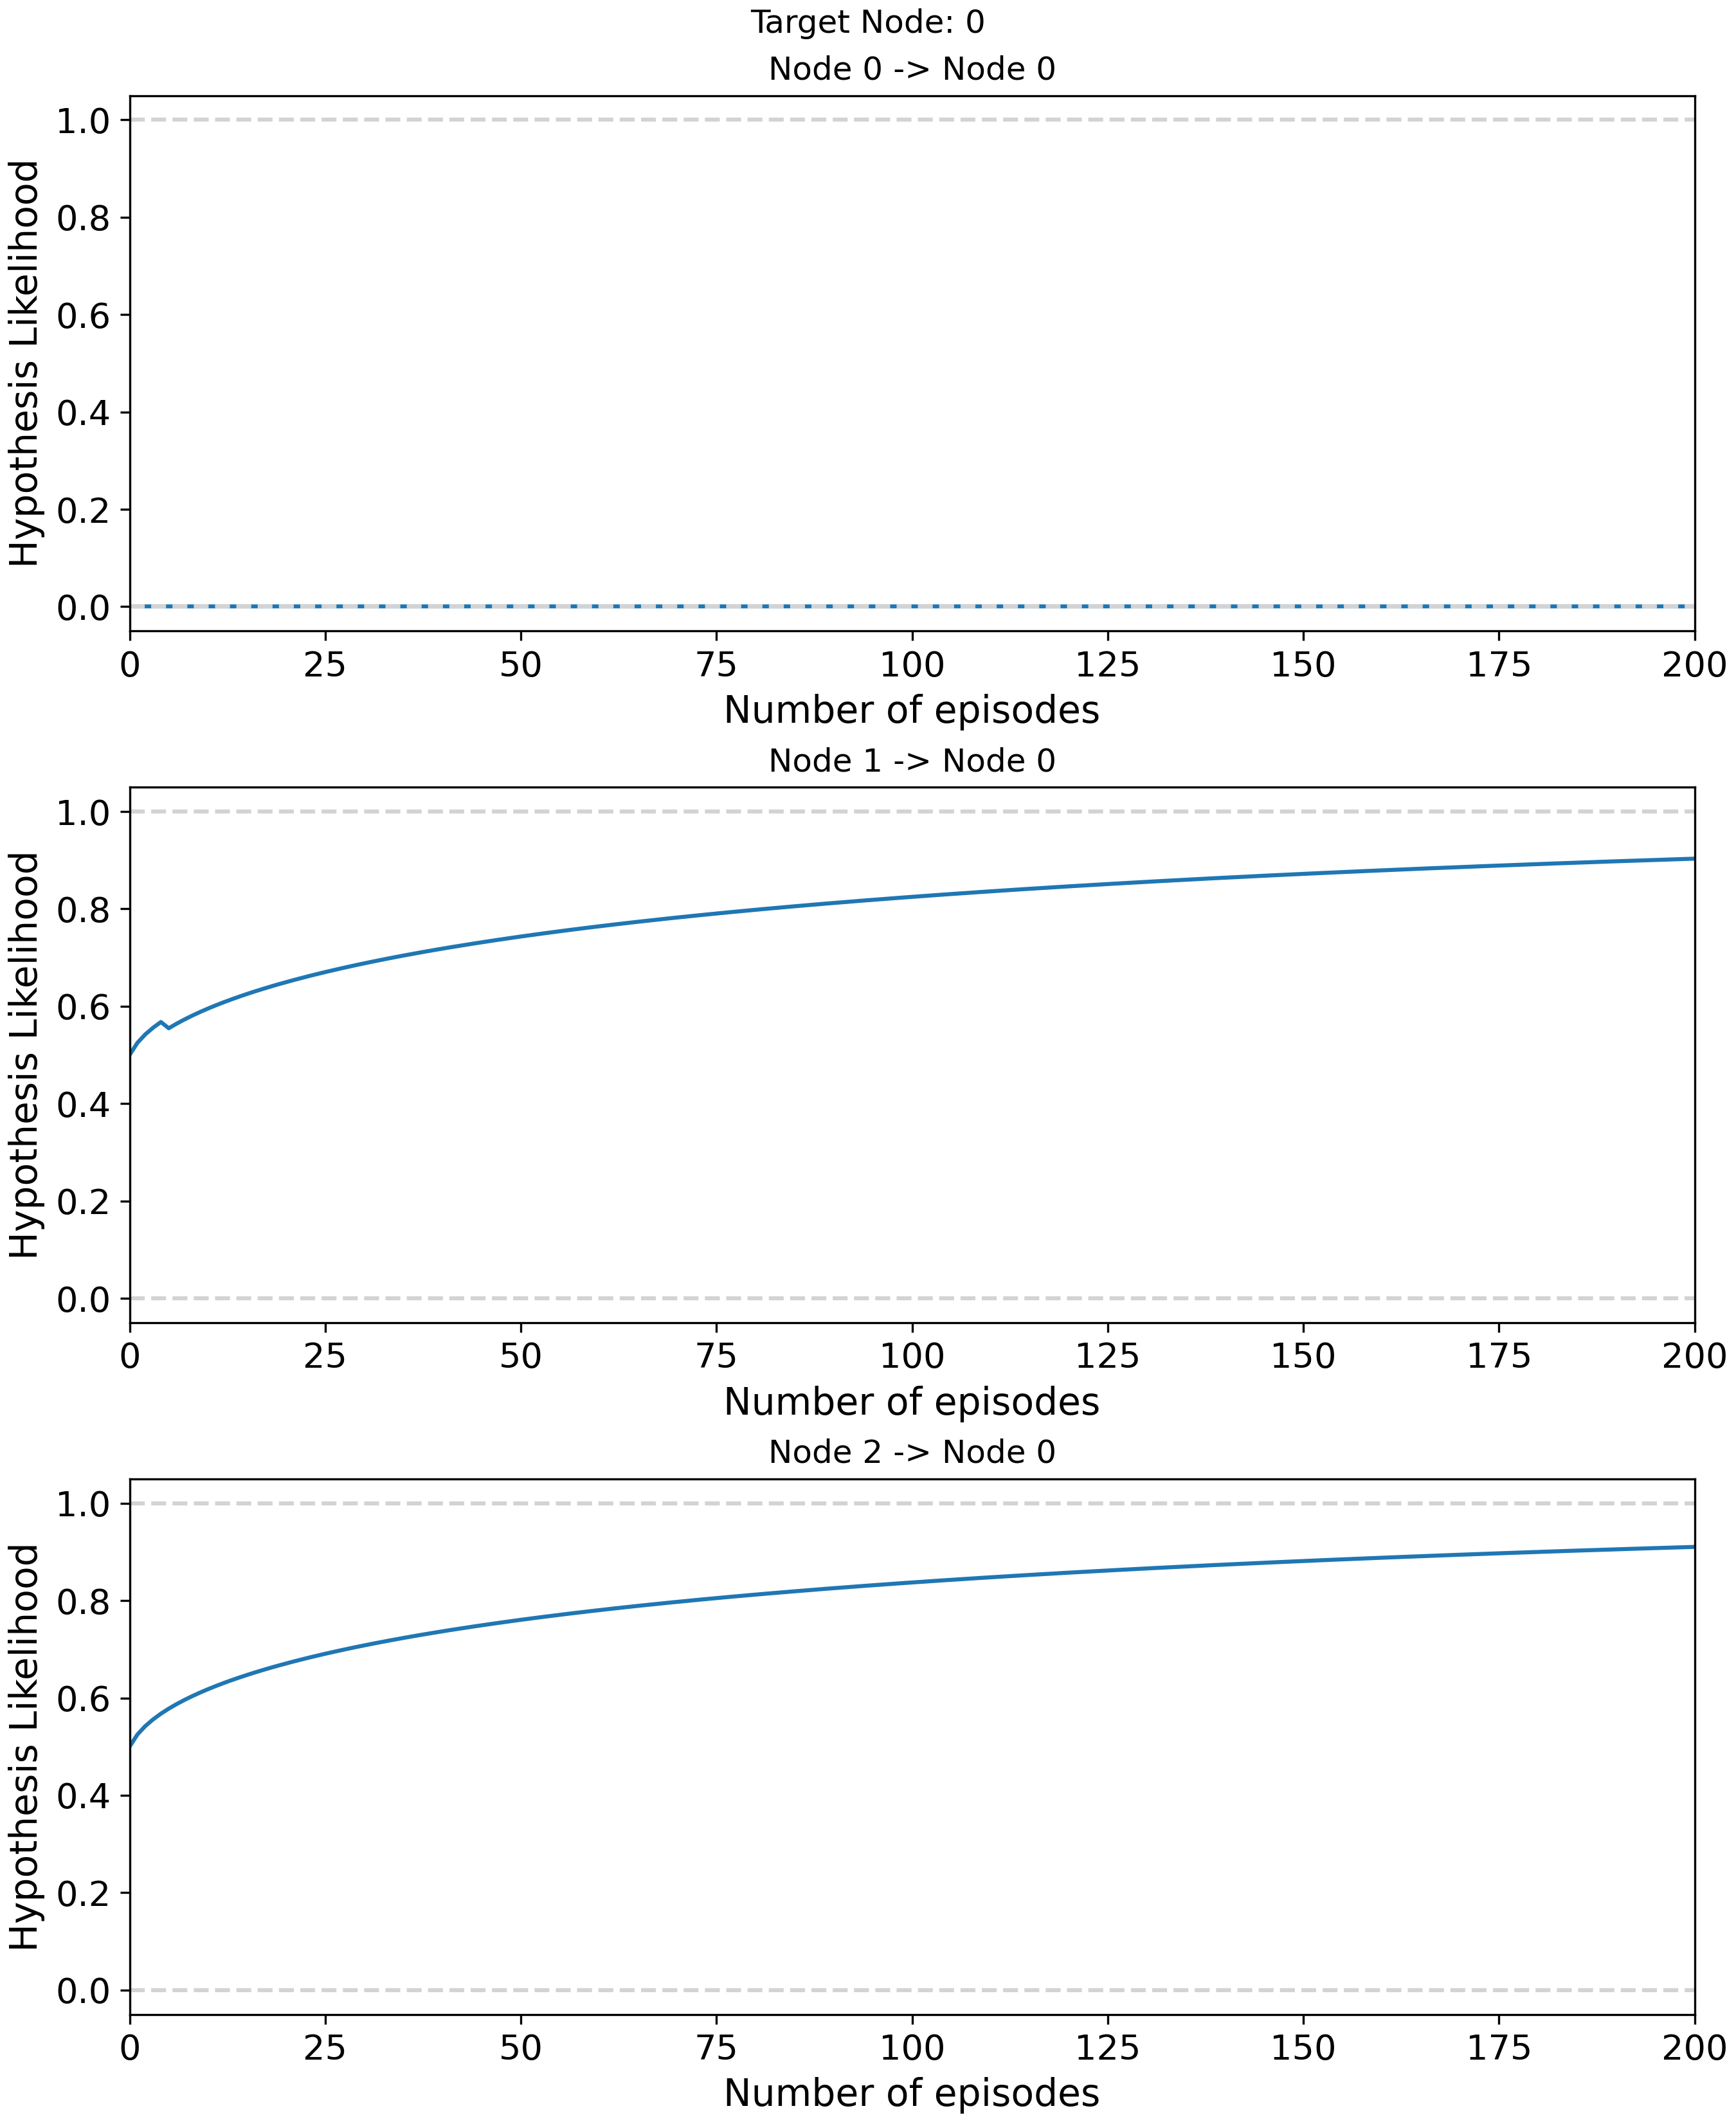 Target Node: 0
Node 0 -> Node 0
Hypothesis Likelihood
1.0
0.8
0.6
0.4
0.2
0.0
0 25 50 75 100 125 150 175 200
Number of episodes
Node 1 -> Node 0
Hypothesis Likelihood
1.0
0.8
0.6
0.4
0.2
0.0
0 25 50 75 100 125 150 175 200
Number of episodes
Node 2 -> Node 0
Hypothesis Likelihood
1.0
0.8
0.6
0.4
0.2
0.0
0 25 50 75 100 125 150 175 200
Number of episodes